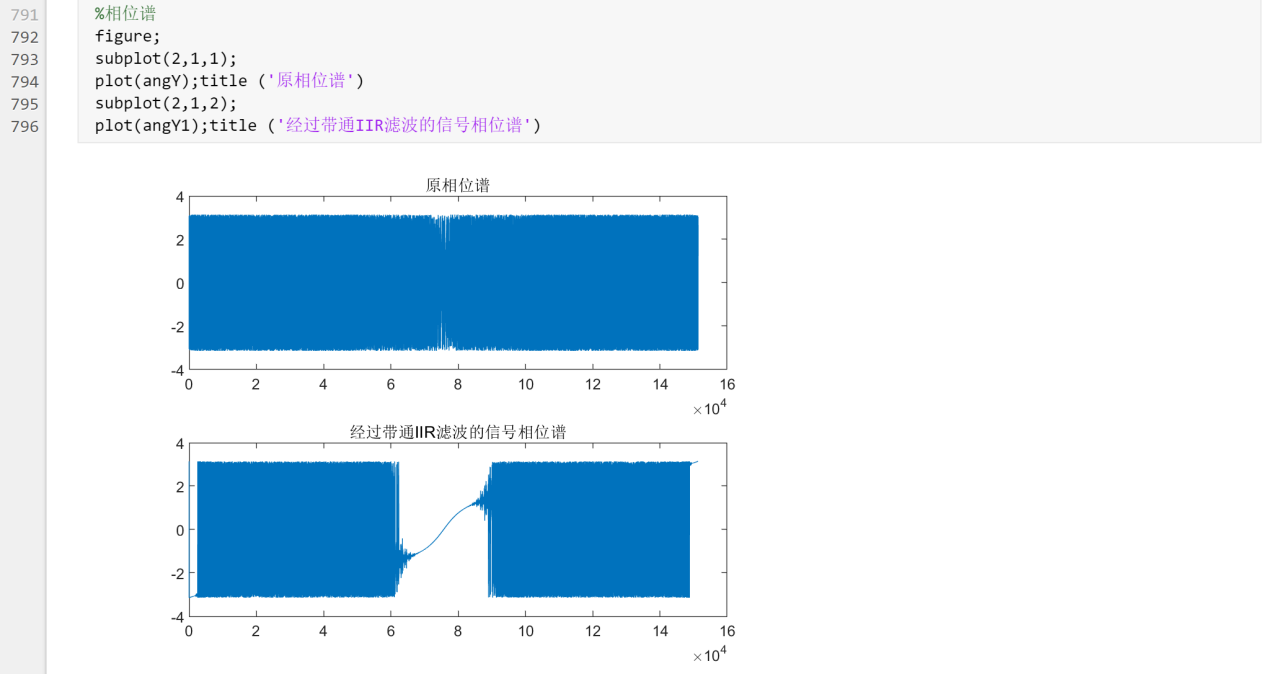 791 %相位谱
792 figure;
793 subplot(2,1,1);
794 plot(angY);title ('原相位谱')
795 subplot(2,1,2);
796 plot(angY1);title ('经过带通IIR滤波的信号相位谱')
原相位谱
4
2
0
-2
-4
0 2 4 6 8 10 12 14 16
×10⁴
经过带通IIR滤波的信号相位谱
4
2
0
-2
-4
0 2 4 6 8 10 12 14 16
×10⁴